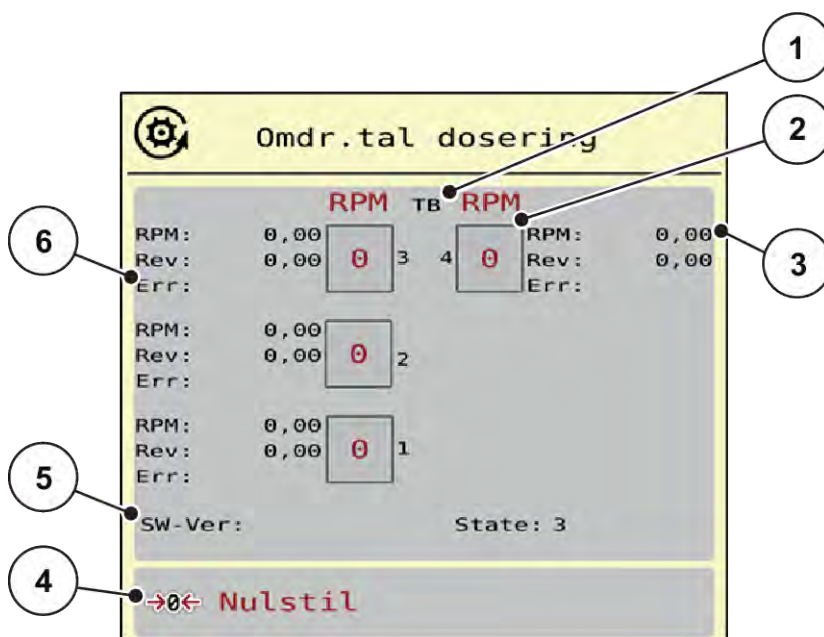 1
2
3
4
5
6
Omdr.tal dosering
RPM TB RPM
RPM: 0,00 RPM: 0,00
Rev: 0,00 0 3 4 0 Rev: 0,00
Err: Err:
RPM: 0,00
Rev: 0,00 0 2
Err:
RPM: 0,00
Rev: 0,00 0 1
Err:
SW-Ver: State: 3
→0← Nulstil